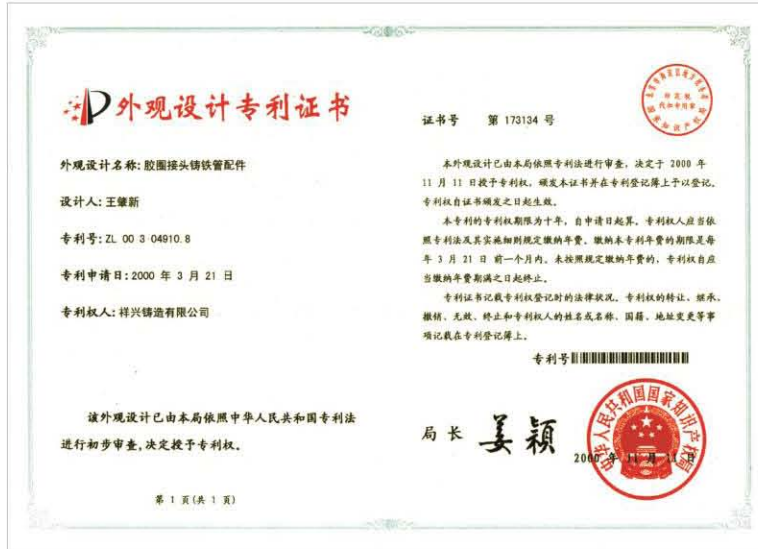 外观设计专利证书
外观设计名称:胶圈接头铸铁管配件
设计人:王肇新
专利号:ZL 00 3 04910.8
专利申请日:2000 年 3 月 21 日
专利权人:祥兴铸造有限公司
该外观设计已由本局依照中华人民共和国专利法
进行初步审查,决定授予专利权。
第 1 页(共 1 页)
证书号 第 173134 号
本外观设计已由本局依照专利法进行审查,决定于 2000 年
11 月 11 日授予专利权,颁发本证书并在专利登记簿上予以登记。
专利权自证书颁发之日起生效。
本专利的专利权期限为十年,自申请日起算。专利权人应当依
照专利法及其实施细则规定缴纳年费。缴纳本专利年费的期限是每
年 3 月 21 日 前一个月内。未按照规定缴纳年费的,专利权自应
当缴纳年费期满之日起终止。
专利证书记载专利权登记时的法律状况。专利权的转让、继承、
撤销、无效、终止和专利权人的姓名或名称、国籍、地址变更等事
项记载在专利登记簿上。
专利号
局长 姜颖
中华人民共和国国家知识产权局
2000 年 11 月 11 日